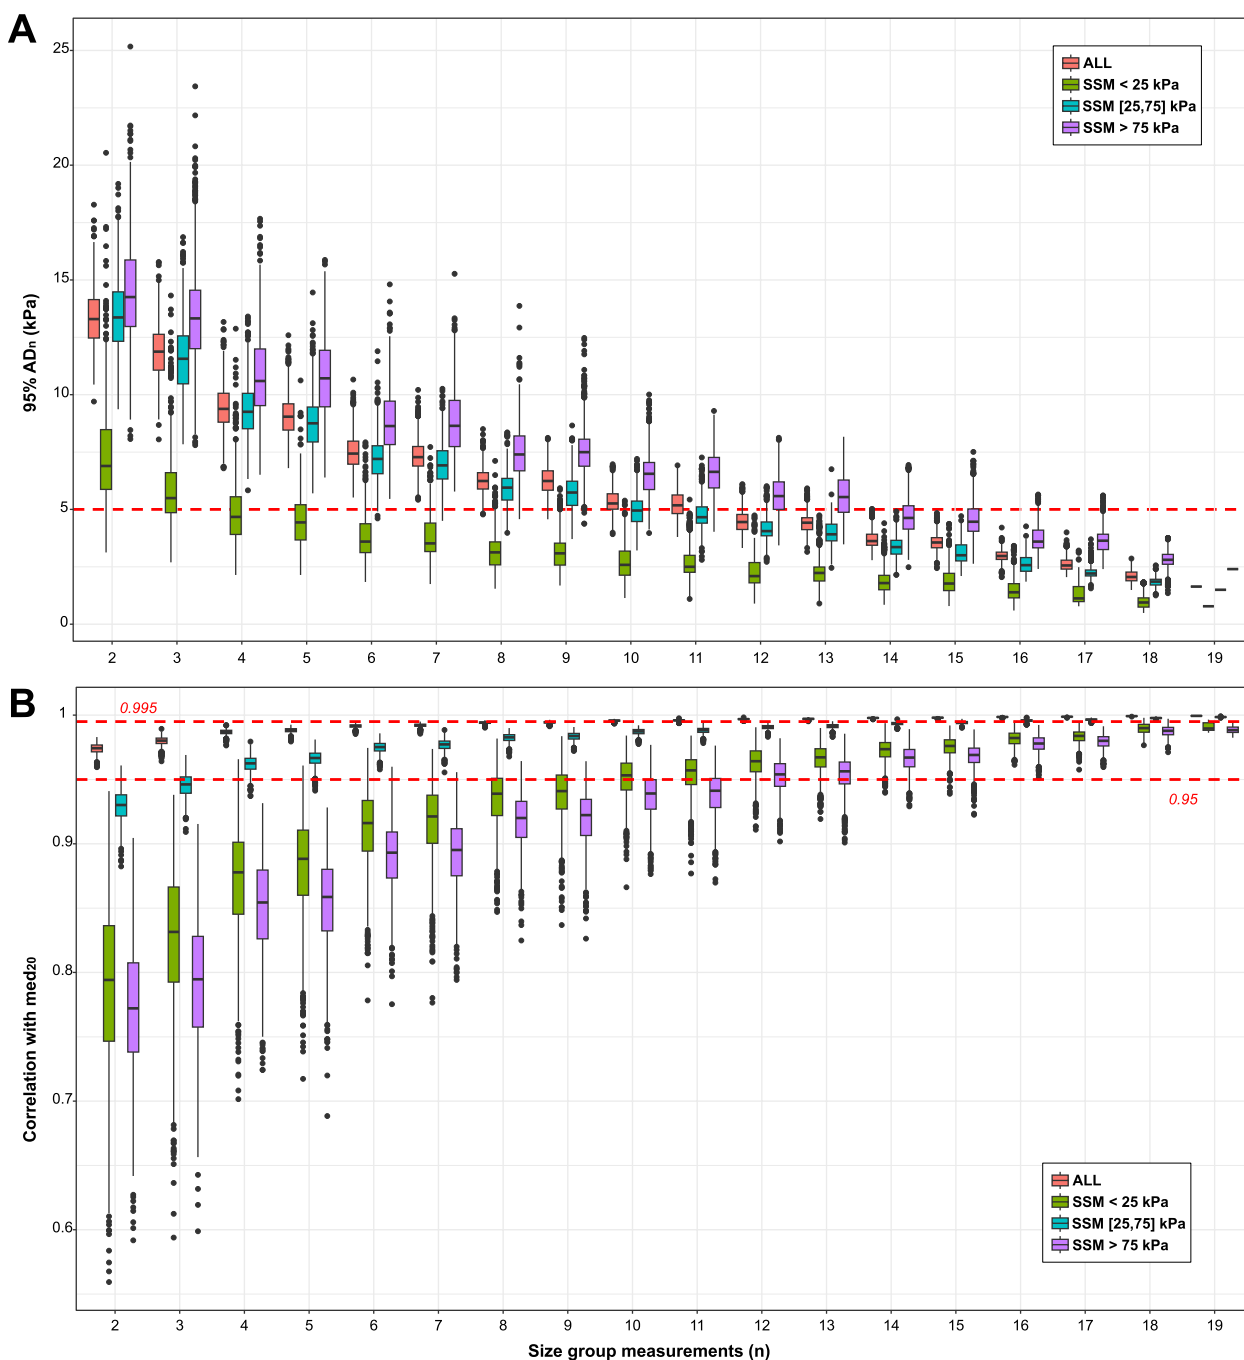 A
25
20
15
10
5
0
95% ADn (kPa)
ALL
SSM < 25 kPa
SSM [25,75] kPa
SSM > 75 kPa
2 3 4 5 6 7 8 9 10 11 12 13 14 15 16 17 18 19
B
1
0.9
0.8
0.7
0.6
Correlation with med20
0.995
0.95
ALL
SSM < 25 kPa
SSM [25,75] kPa
SSM > 75 kPa
2 3 4 5 6 7 8 9 10 11 12 13 14 15 16 17 18 19
Size group measurements (n)